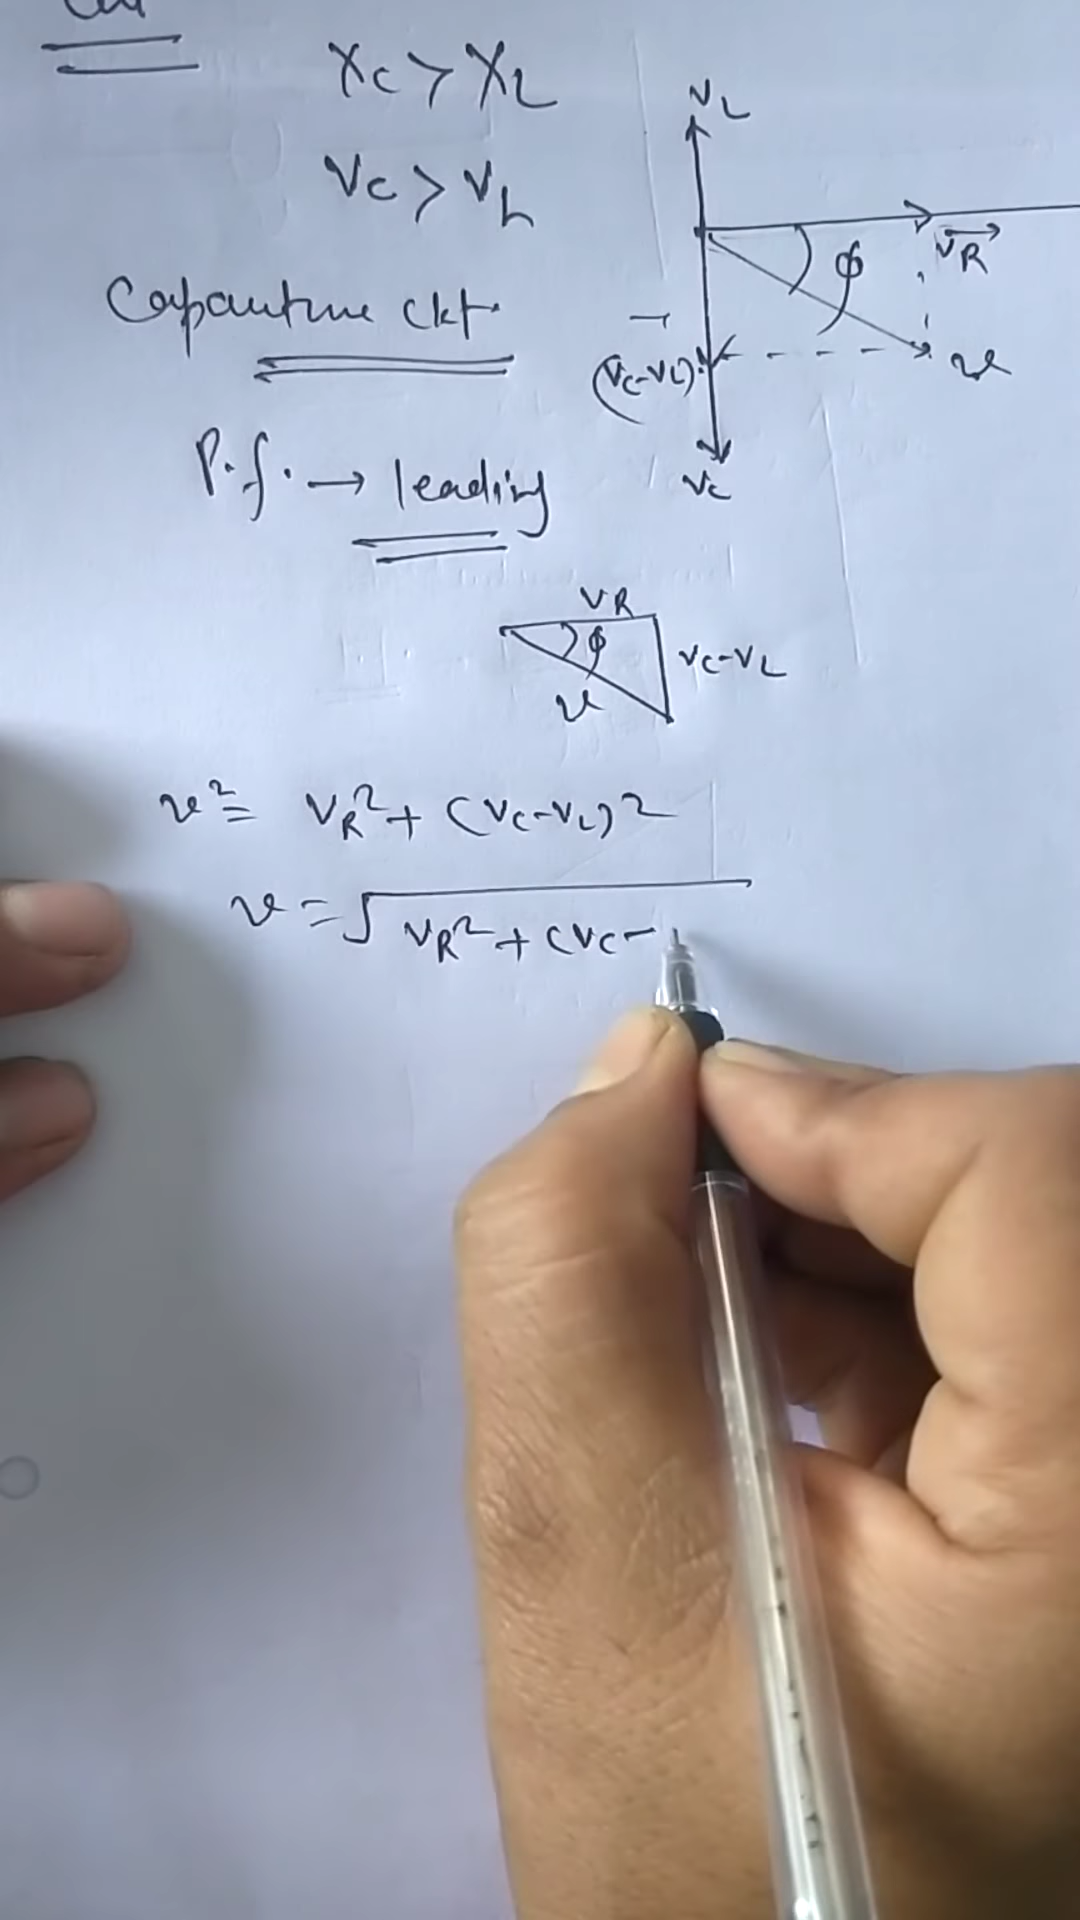 Xc > XL
Vc > VL
Capacitive ckt.
P.f. → leading
VL
VR
φ
(Vc-VL)
v
Vc
VR
φ
Vc-VL
v
v² = VR² + (Vc-VL)²
v = √VR² + (Vc-